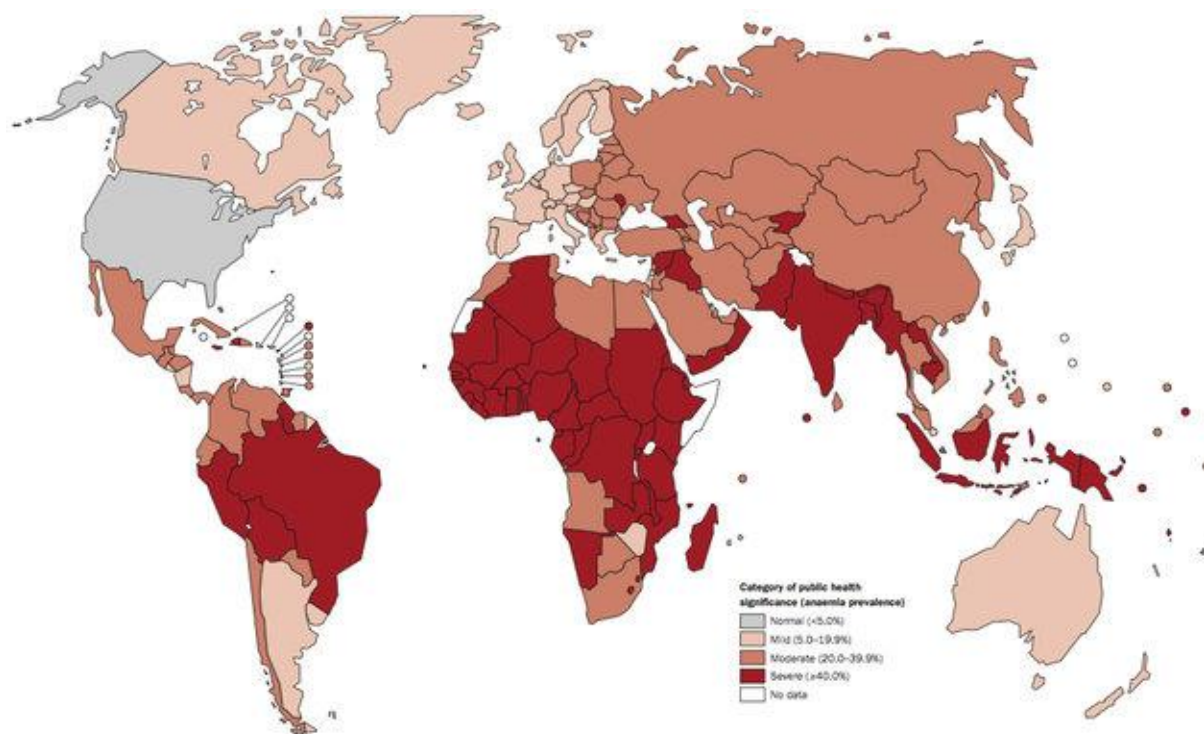 Category of public health
significance (anaemia prevalence)
Normal (<5.0%)
Mild (5.0–19.9%)
Moderate (20.0–39.9%)
Severe (≥40.0%)
No data